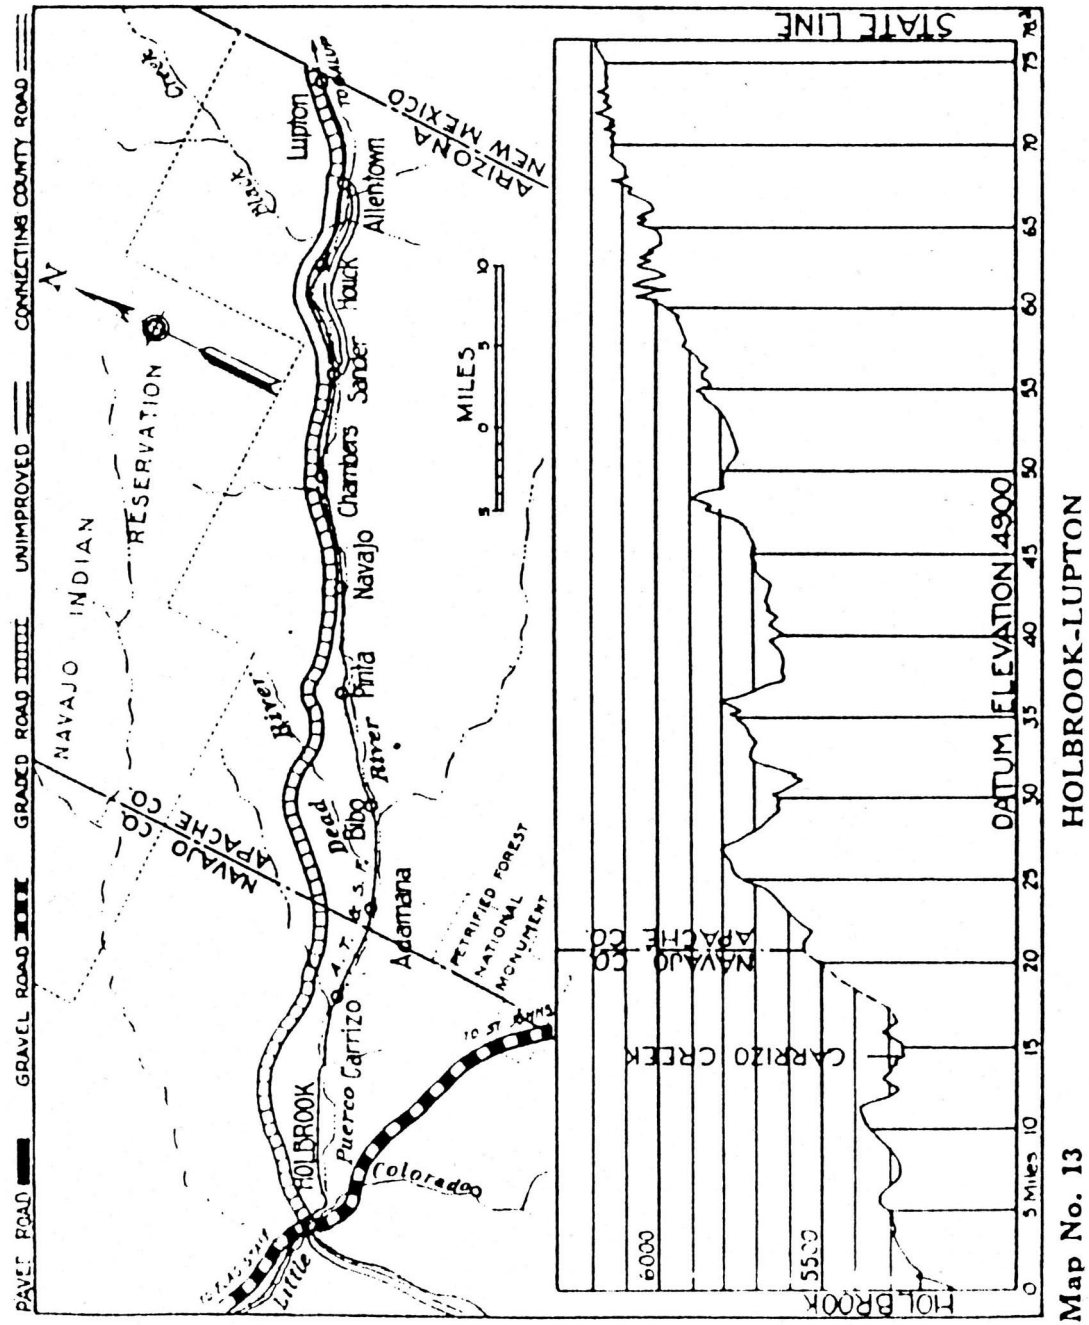 PAVED ROAD GRAVEL ROAD GRADED ROAD UNIMPROVED CONNECTING COUNTY ROAD
NAVAJO INDIAN
RESERVATION
N
Black Creek
NAVAJO CO.
APACHE CO.
ARIZONA
NEW MEXICO
Dead River
HOLBROOK
Carrizo
Adamana
Bibo
Pinta
Navajo
Chambers
Sander
Houck
Allentown
Lupton
TO GALLUP
A. T. & S. F.
Puerco River
Little
Colorado
TO ST. JOHNS
PETRIFIED FOREST
NATIONAL
MONUMENT
5 0 5 10
MILES
HOLBROOK
CARRIZO CREEK
NAVAJO CO.
APACHE CO.
STATE LINE
6000
5500
DATUM ELEVATION 4900
0 5 Miles 10 15 20 25 30 35 40 45 50 55 60 65 70 75
Map No. 13 HOLBROOK-LUPTON